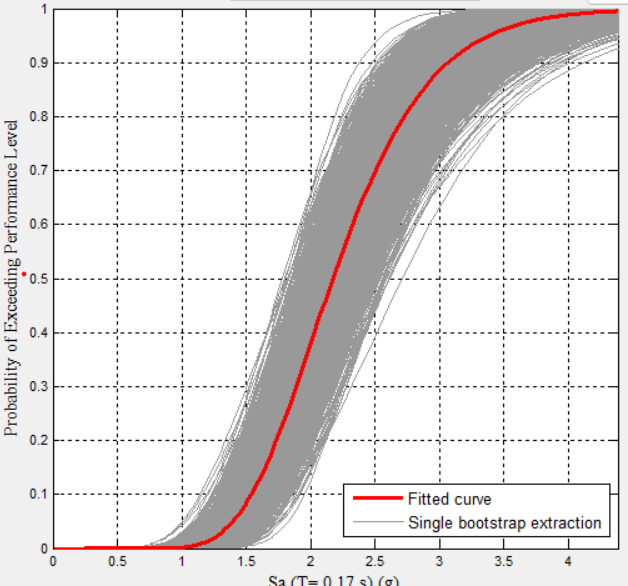 Probability of Exceeding Performance Level
1
0.9
0.8
0.7
0.6
0.5
0.4
0.3
0.2
0.1
0
0 0.5 1 1.5 2 2.5 3 3.5 4
Fitted curve
Single bootstrap extraction
Sa (T= 0.17 s) (g)